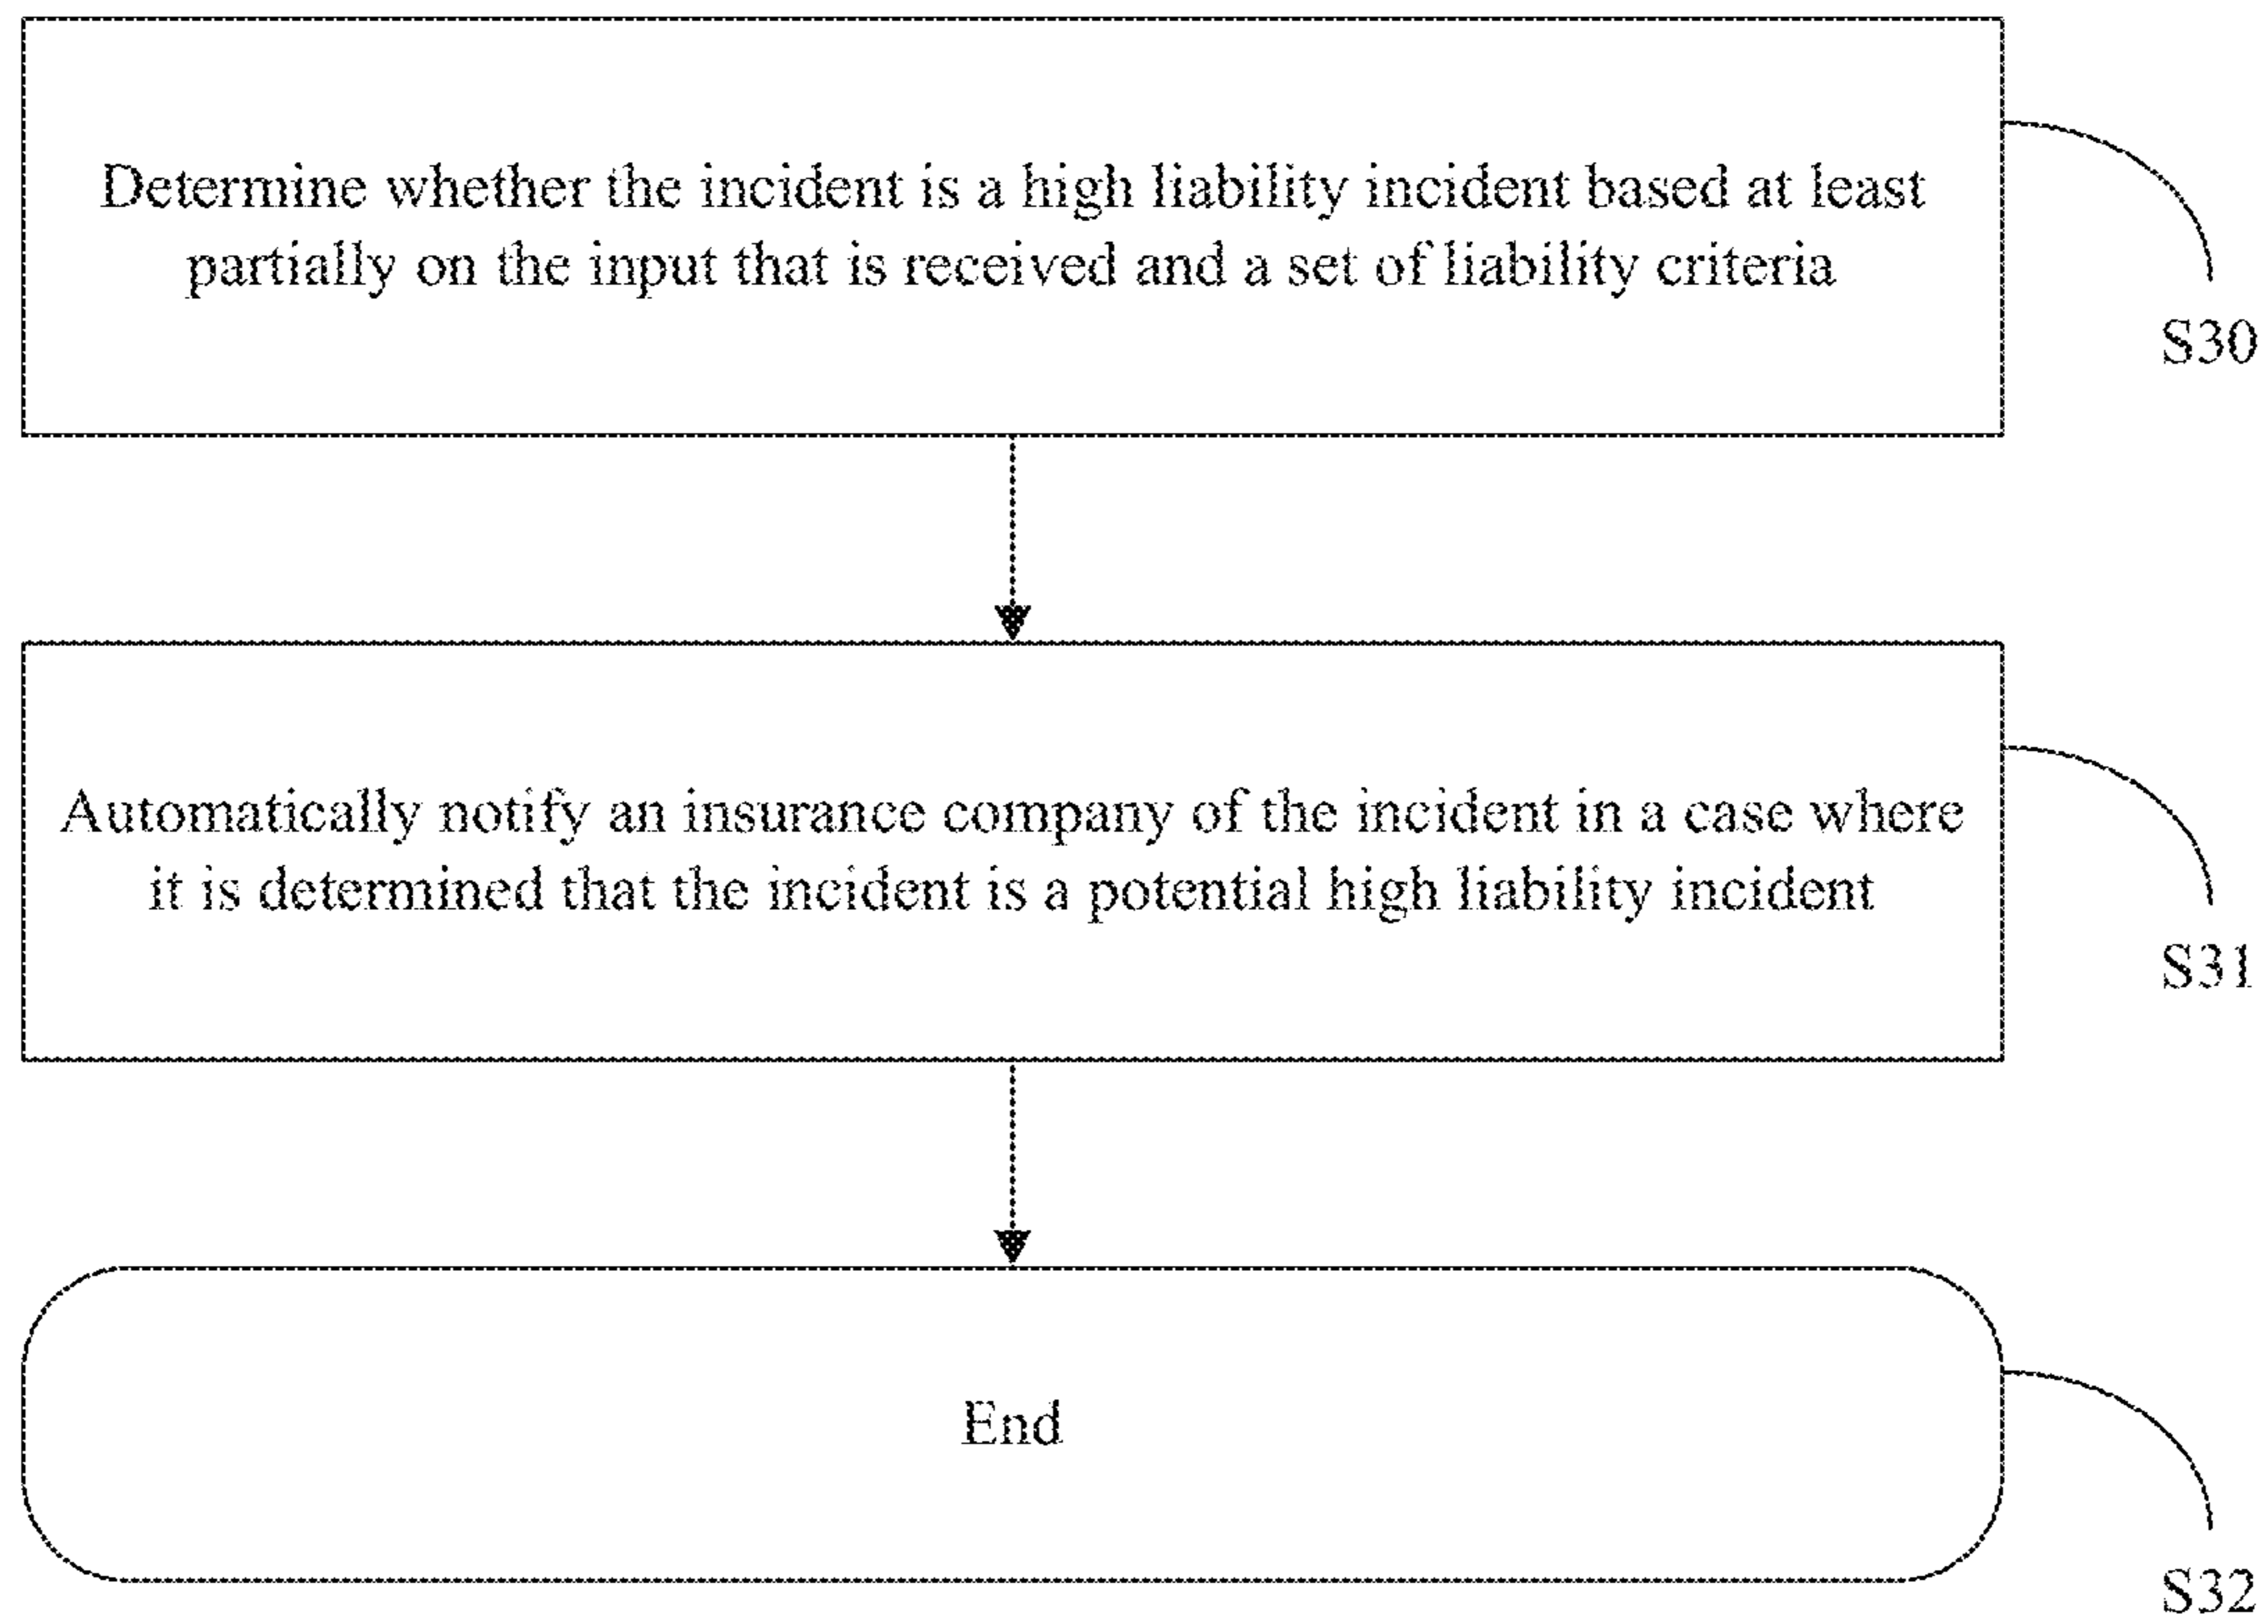 Determine whether the incident is a high liability incident based at least
partially on the input that is received and a set of liability criteria
S30
Automatically notify an insurance company of the incident in a case where
it is determined that the incident is a potential high liability incident
S31
End
S32